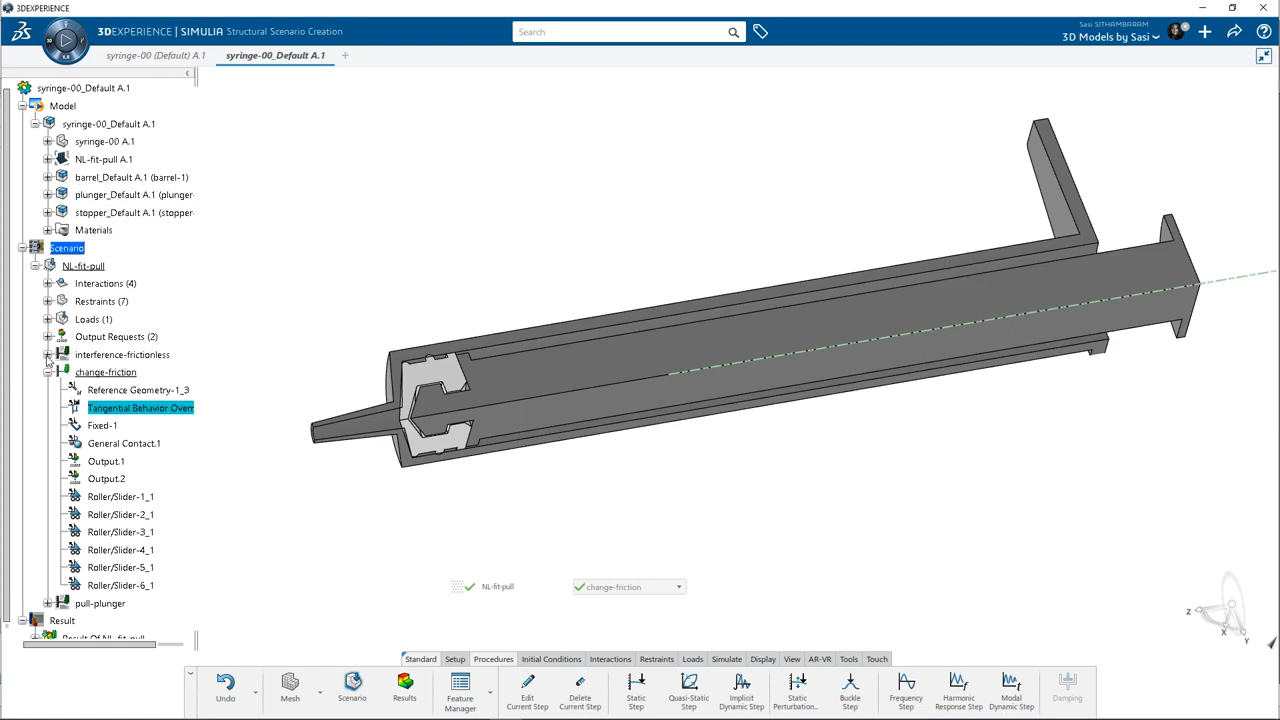 3DEXPERIENCE
3DEXPERIENCE | SIMULIA Structural Scenario Creation
Search
Sasi SITHAMBARAM
3D Models by Sasi
syringe-00 (Default) A.1
syringe-00_Default A.1
syringe-00_Default A.1
Model
syringe-00_Default A.1
syringe-00 A.1
NL-fit-pull A.1
barrel_Default A.1 (barrel-1)
plunger_Default A.1 (plunger-
stopper_Default A.1 (stopper-
Materials
Scenario
NL-fit-pull
Interactions (4)
Restraints (7)
Loads (1)
Output Requests (2)
interference-frictionless
change-friction
Reference Geometry-1_3
Tangential Behavior Overr
Fixed-1
General Contact.1
Output.1
Output.2
Roller/Slider-1_1
Roller/Slider-2_1
Roller/Slider-3_1
Roller/Slider-4_1
Roller/Slider-5_1
Roller/Slider-6_1
pull-plunger
Result
Result Of NL-fit-pull
NL-fit-pull
change-friction
Z
X
Y
Standard Setup Procedures Initial Conditions Interactions Restraints Loads Simulate Display View AR-VR Tools Touch
Undo
Mesh
Scenario
Results
Feature Manager
Edit Current Step
Delete Current Step
Static Step
Quasi-Static Step
Implicit Dynamic Step
Static Perturbation...
Buckle Step
Frequency Step
Harmonic Response Step
Modal Dynamic Step
Damping